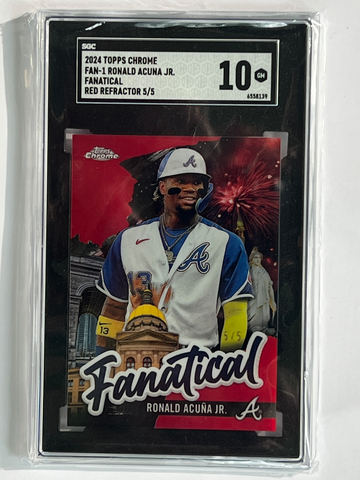 SGC
2024 TOPPS CHROME
FAN-1 RONALD ACUNA JR.
FANATICAL
RED REFRACTOR 5/5
10 GM
6558139
Topps
Chrome
A
A
13
13
5/5
Fanatical
RONALD ACUÑA JR.
A